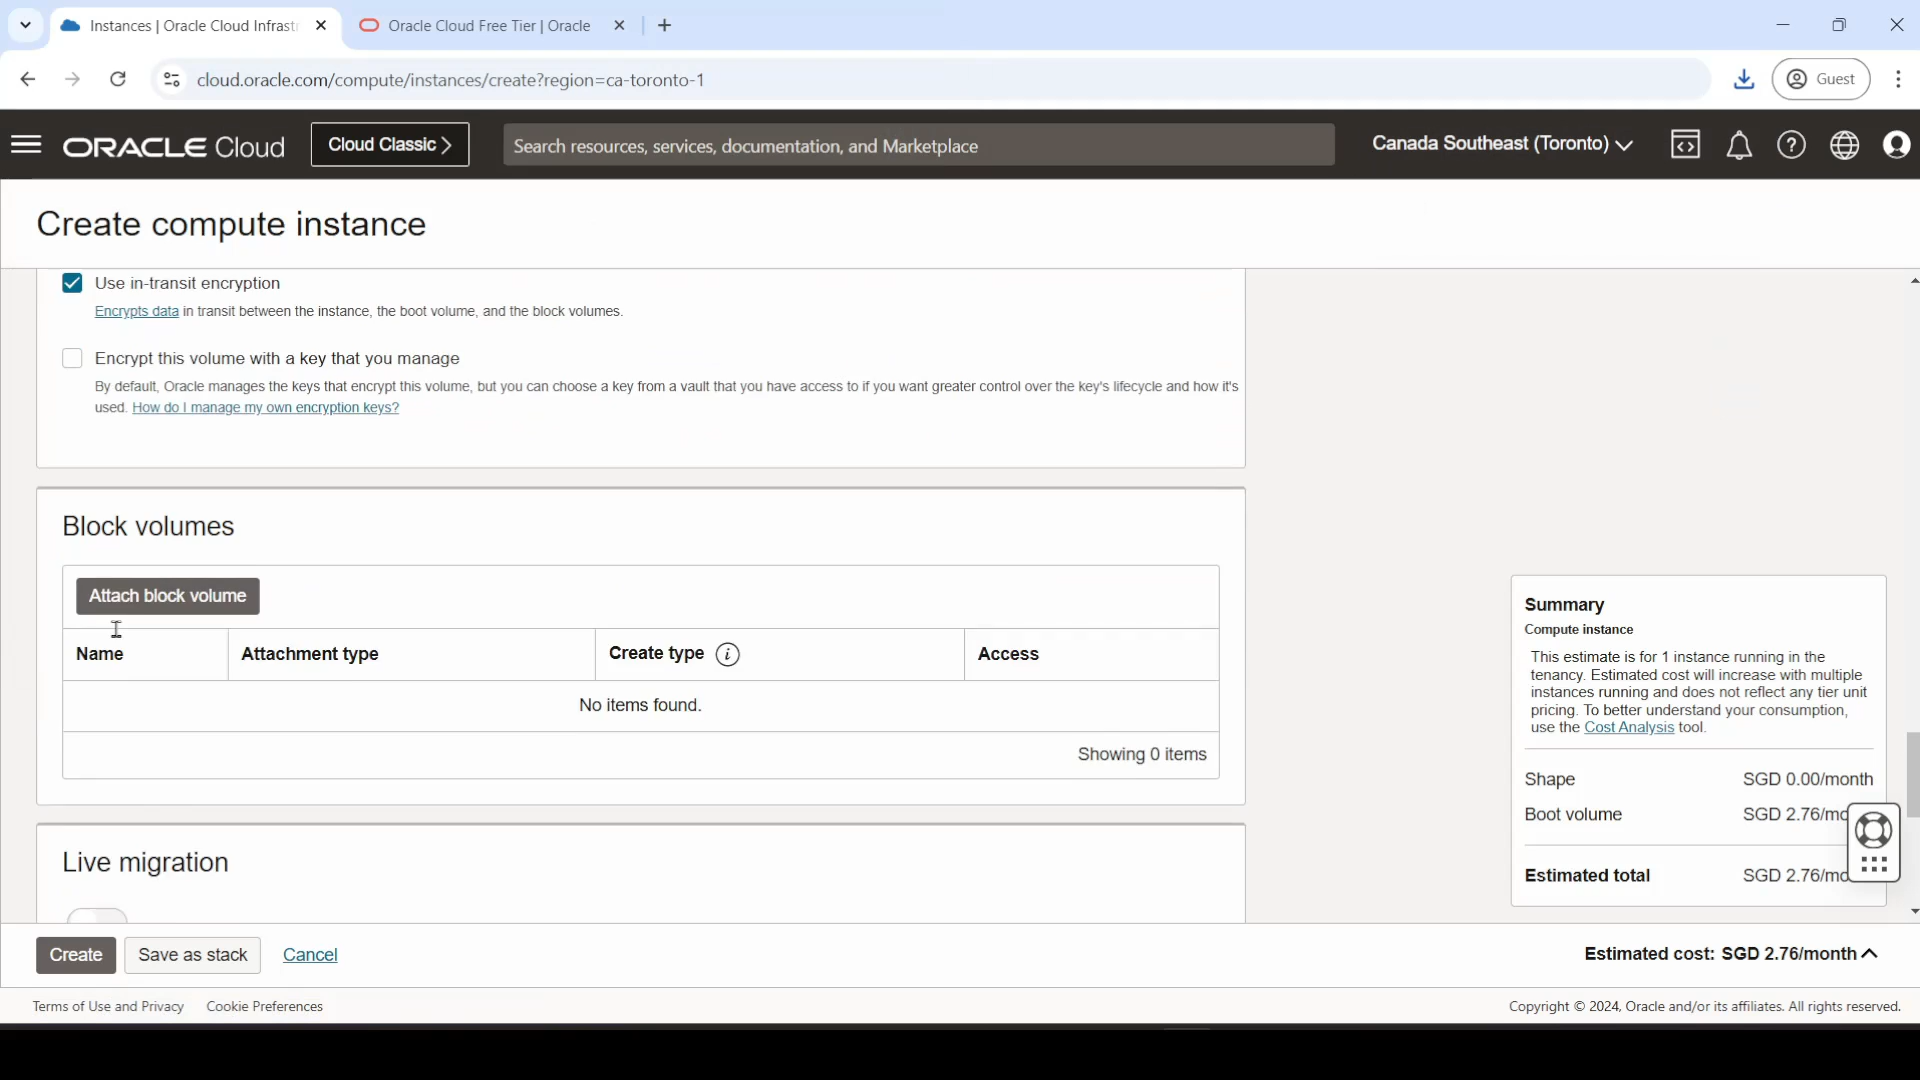 Instances | Oracle Cloud Infrast
Oracle Cloud Free Tier | Oracle
cloud.oracle.com/compute/instances/create?region=ca-toronto-1
Guest
ORACLE Cloud
Cloud Classic >
Search resources, services, documentation, and Marketplace
Canada Southeast (Toronto)
Create compute instance
Use in-transit encryption
Encrypts data in transit between the instance, the boot volume, and the block volumes.
Encrypt this volume with a key that you manage
By default, Oracle manages the keys that encrypt this volume, but you can choose a key from a vault that you have access to if you want greater control over the key's lifecycle and how it's
used. How do I manage my own encryption keys?
Block volumes
Attach block volume
Name Attachment type Create type Access
No items found.
Showing 0 items
Live migration
Summary
Compute instance
This estimate is for 1 instance running in the
tenancy. Estimated cost will increase with multiple
instances running and does not reflect any tier unit
pricing. To better understand your consumption,
use the Cost Analysis tool.
Shape SGD 0.00/month
Boot volume SGD 2.76/mo
Estimated total SGD 2.76/mo
Create
Save as stack
Cancel
Estimated cost: SGD 2.76/month
Terms of Use and Privacy
Cookie Preferences
Copyright © 2024, Oracle and/or its affiliates. All rights reserved.